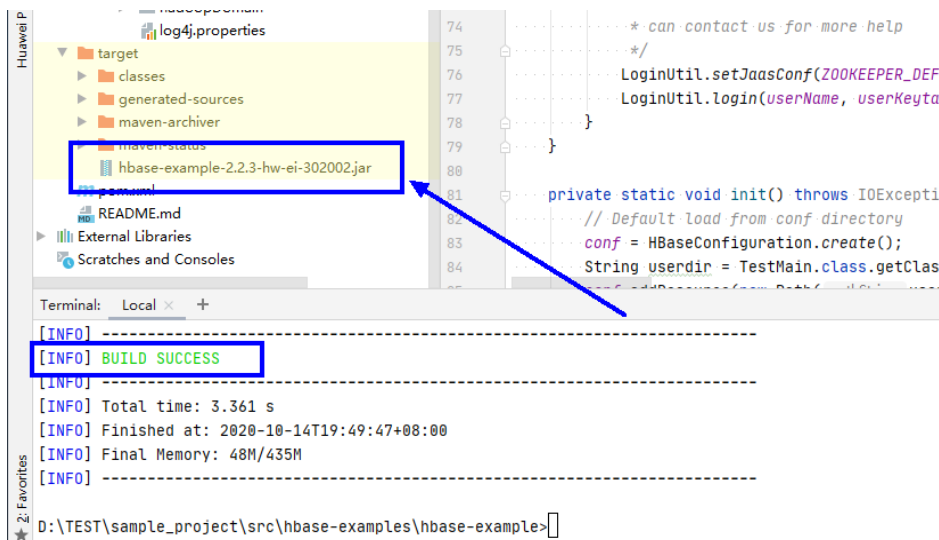 Huawei P
log4j.properties
target
classes
generated-sources
maven-archiver
maven-status
hbase-example-2.2.3-hw-ei-302002.jar
pom.xml
README.md
External Libraries
Scratches and Consoles
74 * can contact us for more help
75 */
76 LoginUtil.setJaasConf(ZOOKEEPER_DEF
77 LoginUtil.login(userName, userKeyta
78 }
79 }
80
81 private static void init() throws IOExcepti
82 // Default load from conf directory
83 conf = HBaseConfiguration.create();
84 String userdir = TestMain.class.getClas
Terminal: Local × +
[INFO] ------------------------------------------------------------------------
[INFO] BUILD SUCCESS
[INFO] ------------------------------------------------------------------------
[INFO] Total time: 3.361 s
[INFO] Finished at: 2020-10-14T19:49:47+08:00
[INFO] Final Memory: 48M/435M
[INFO] ------------------------------------------------------------------------
D:\TEST\sample_project\src\hbase-examples\hbase-example>
2: Favorites